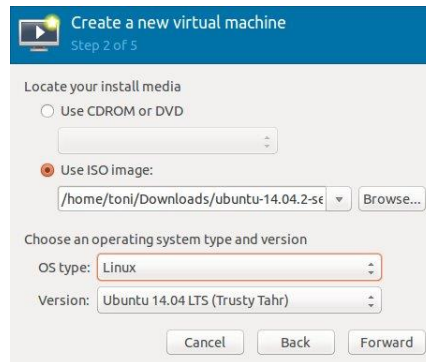 Create a new virtual machine
Step 2 of 5
Locate your install media
Use CDROM or DVD
Use ISO image:
/home/toni/Downloads/ubuntu-14.04.2-se Browse...
Choose an operating system type and version
OS type: Linux
Version: Ubuntu 14.04 LTS (Trusty Tahr)
Cancel Back Forward